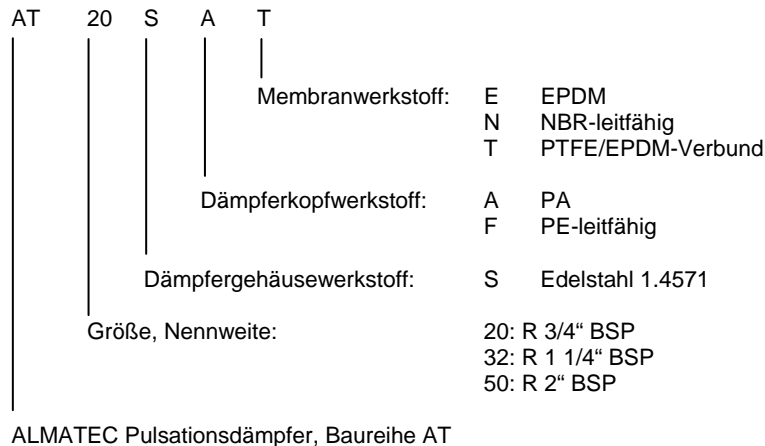 AT 20 S A T
Membranwerkstoff: E EPDM
N NBR-leitfähig
T PTFE/EPDM-Verbund
Dämpferkopfwerkstoff: A PA
F PE-leitfähig
Dämpfergehäusewerkstoff: S Edelstahl 1.4571
Größe, Nennweite: 20: R 3/4“ BSP
32: R 1 1/4“ BSP
50: R 2“ BSP
ALMATEC Pulsationsdämpfer, Baureihe AT